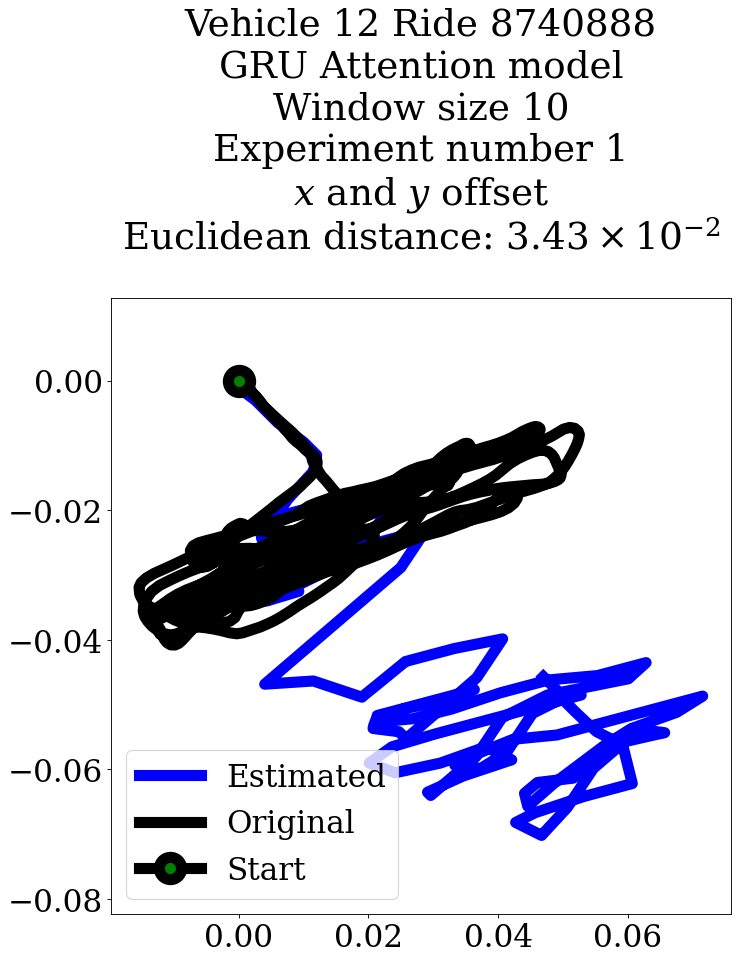 Vehicle 12 Ride 8740888
GRU Attention model
Window size 10
Experiment number 1
x and y offset
Euclidean distance: 3.43 × 10⁻²
0.00
−0.02
−0.04
−0.06
−0.08
Estimated
Original
Start
0.00 0.02 0.04 0.06